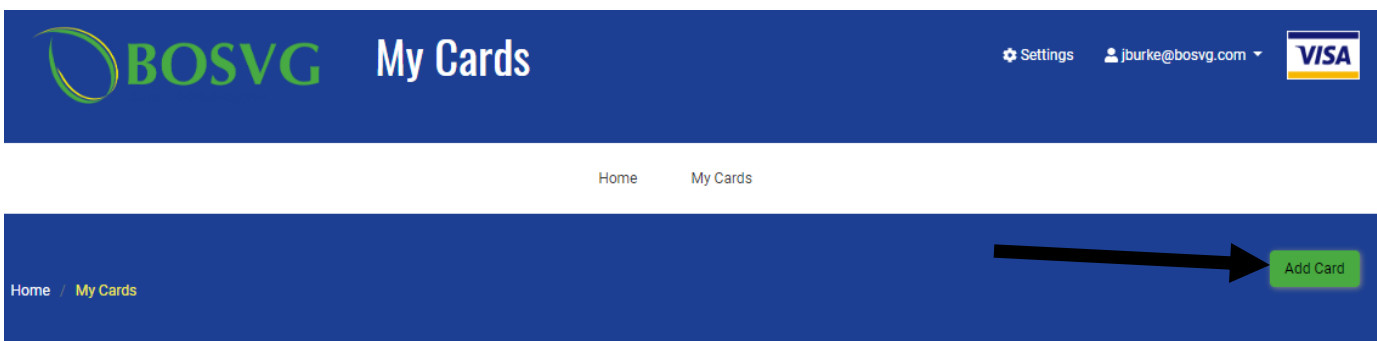 BOSVG My Cards Settings jburke@bosvg.com VISA
Home My Cards
Add Card
Home / My Cards